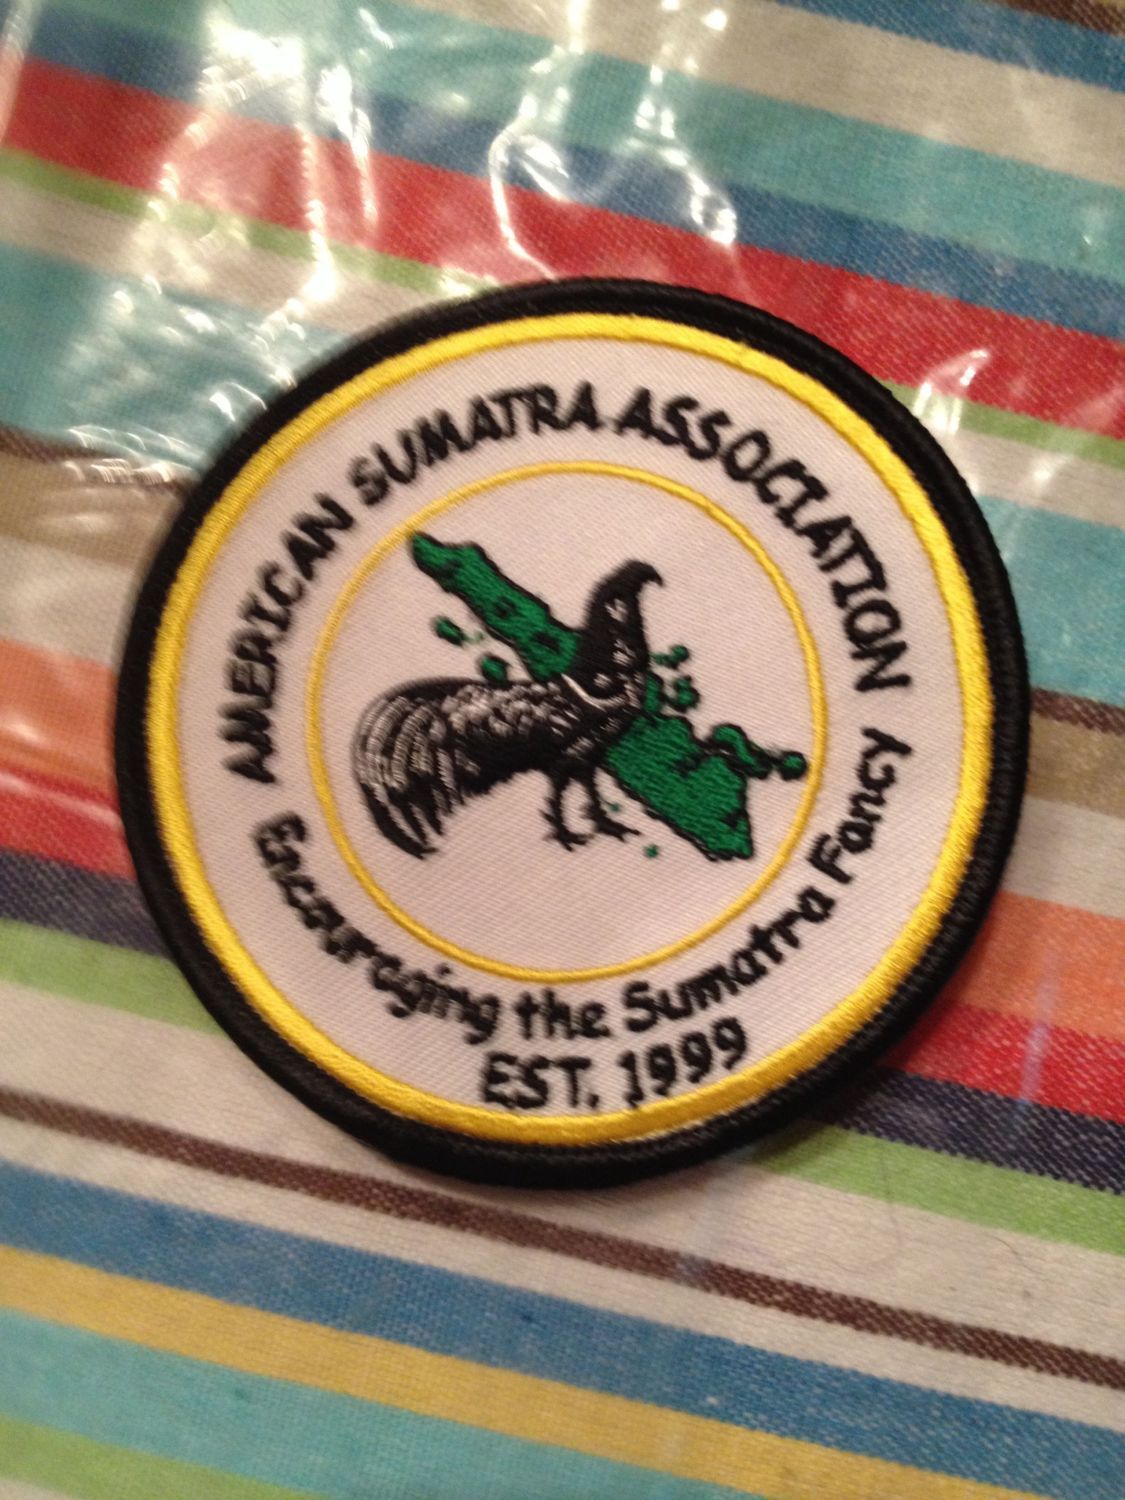 AMERICAN SUMATRA ASSOCIATION
Encouraging the Sumatra Fancy
EST. 1999